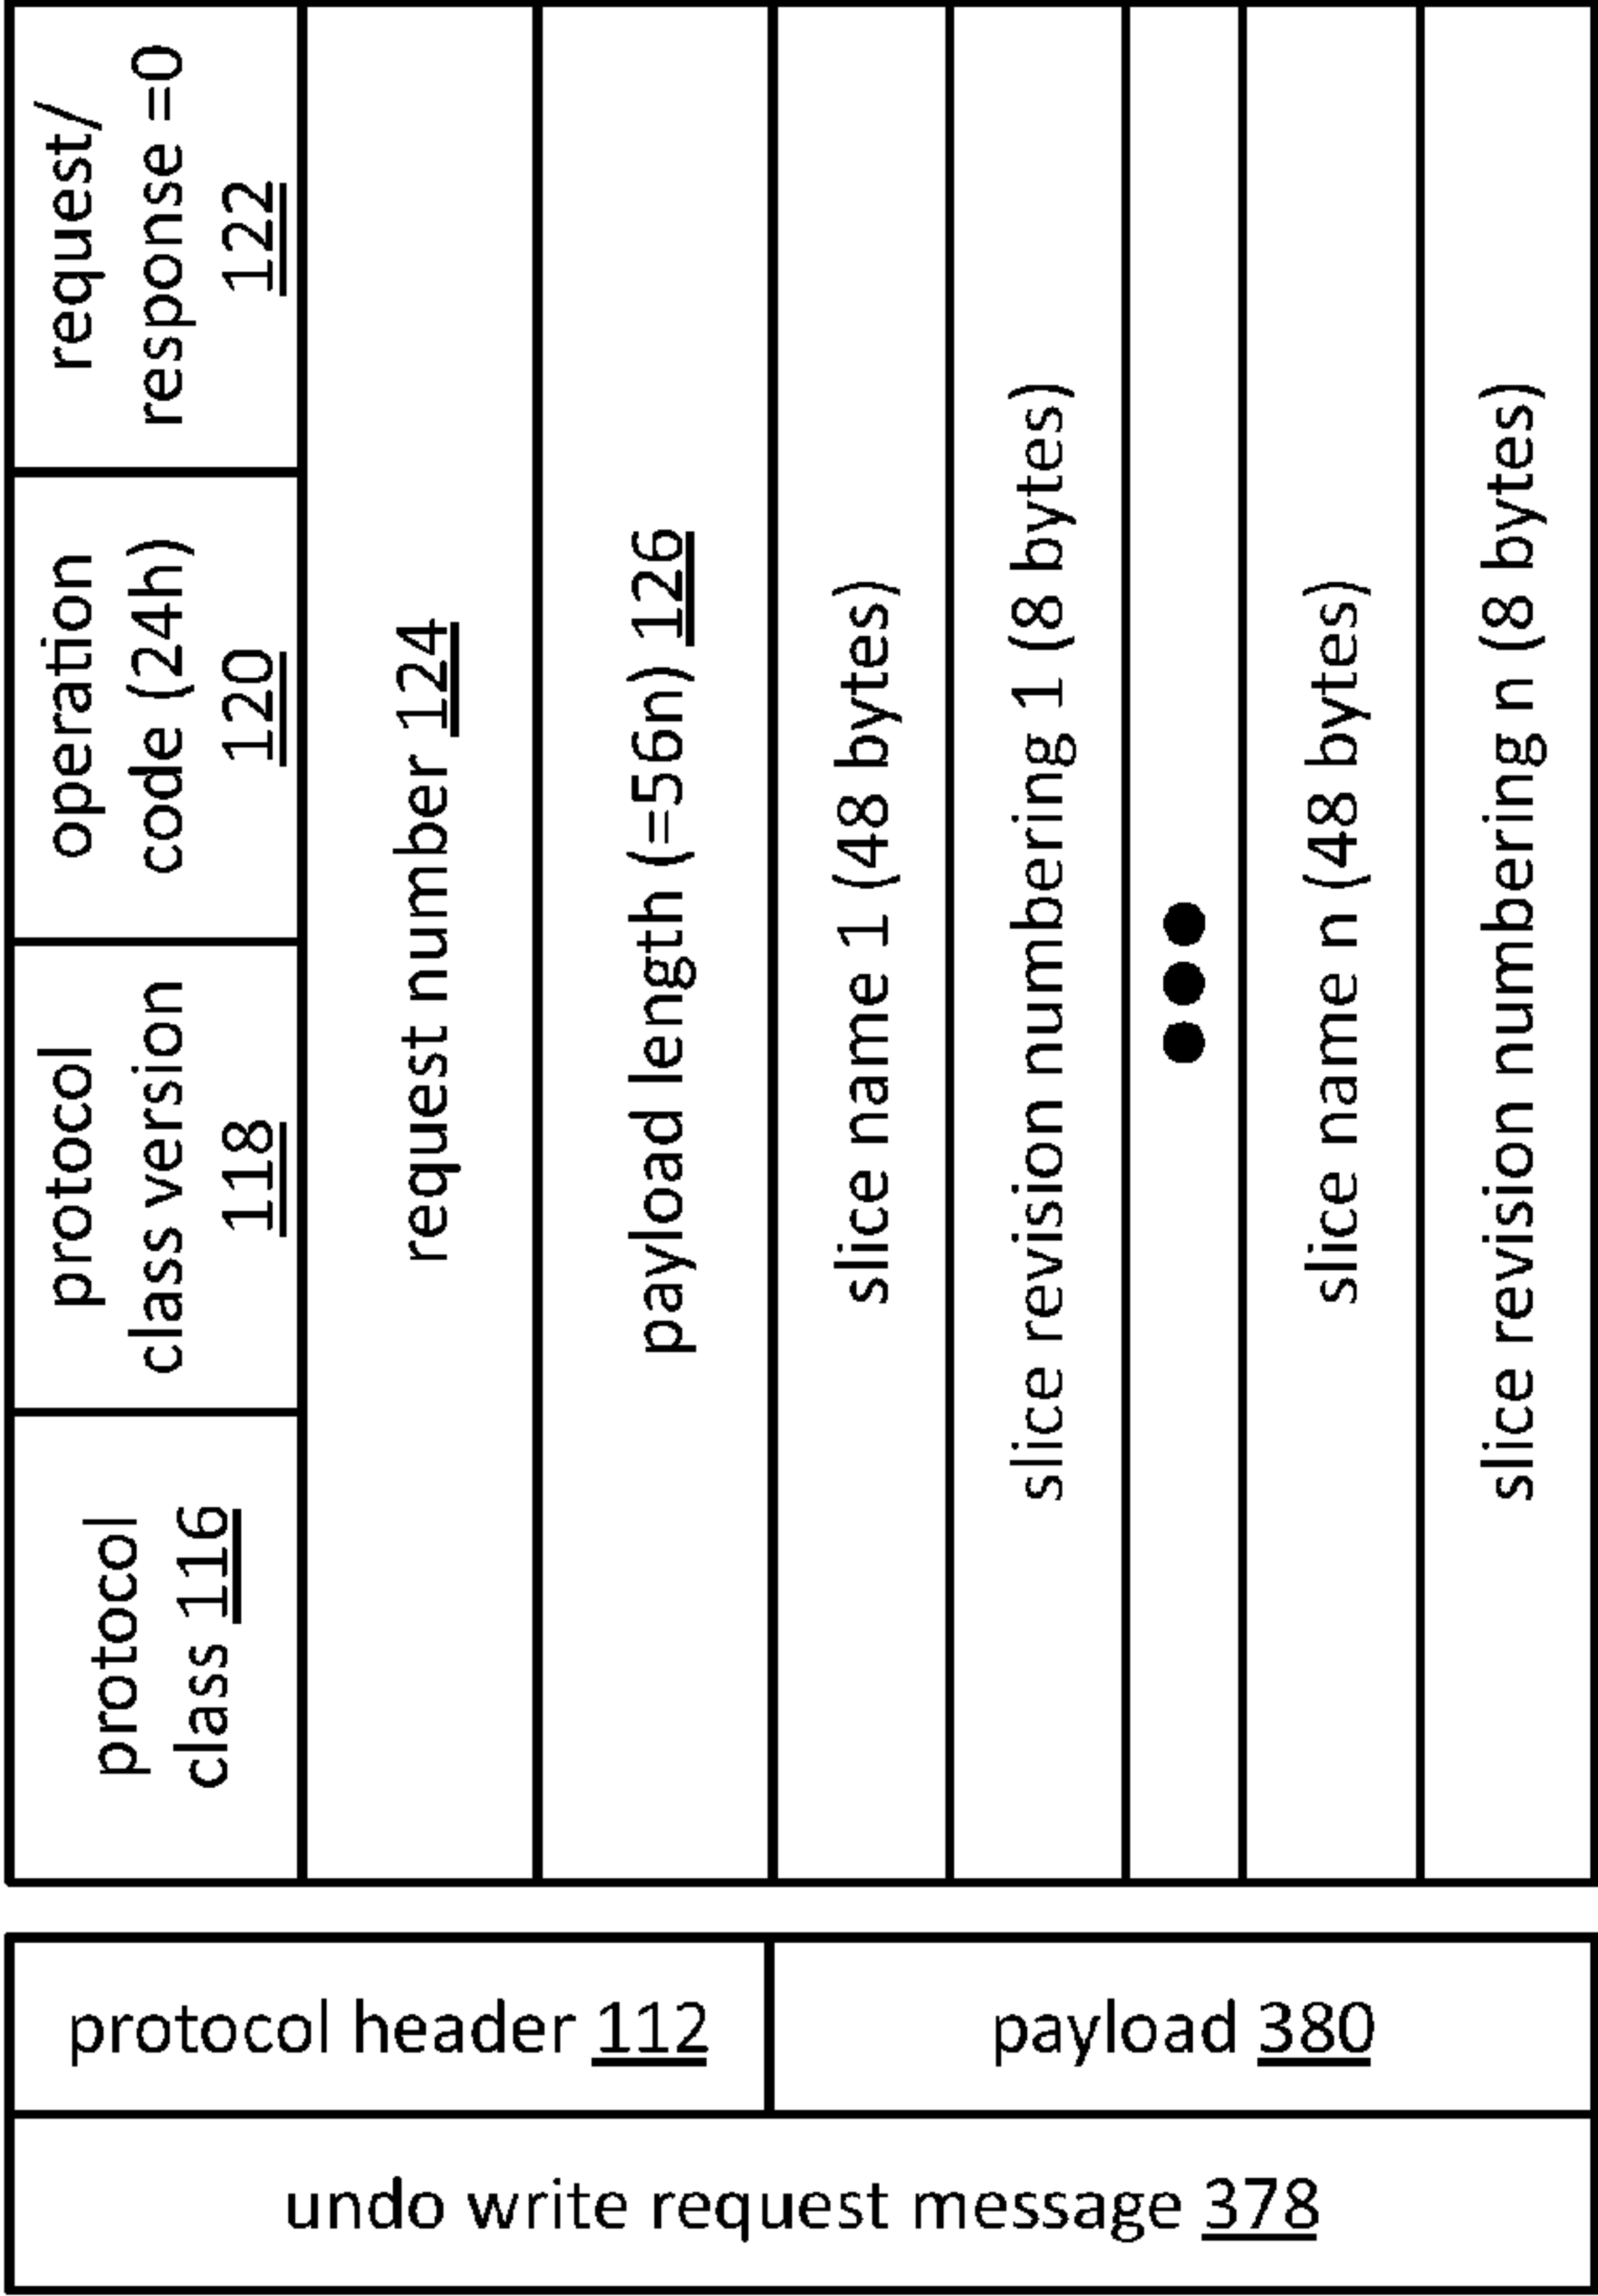 protocol
class 116
protocol
class version
118
operation
code (24h)
120
request/
response =0
122
request number 124
payload length (=56n) 126
slice name 1 (48 bytes)
slice revision numbering 1 (8 bytes)
slice name n (48 bytes)
slice revision numbering n (8 bytes)
protocol header 112
payload 380
undo write request message 378